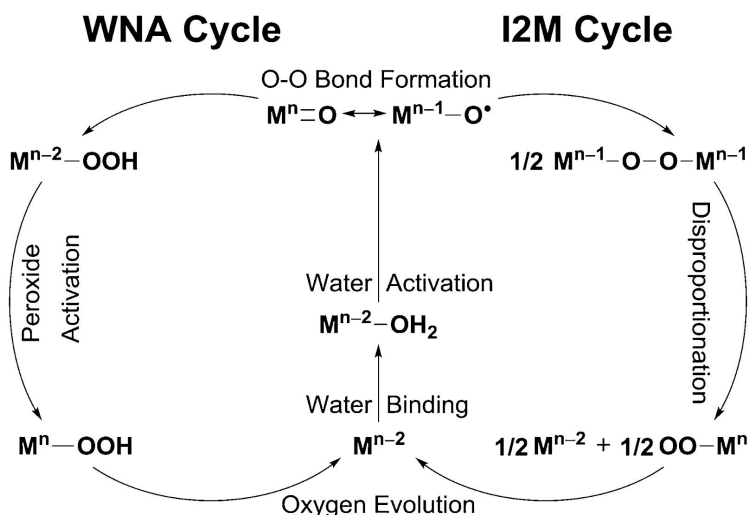 WNA Cycle
I2M Cycle
O-O Bond Formation
Mⁿ=O ↔ Mⁿ⁻¹–O•
Mⁿ⁻²–OOH
1/2 Mⁿ⁻¹–O–O–Mⁿ⁻¹
Peroxide
Activation
Disproportionation
Water Activation
Mⁿ⁻²–OH₂
Water Binding
Mⁿ–OOH
Mⁿ⁻²
1/2 Mⁿ⁻² + 1/2 OO–Mⁿ
Oxygen Evolution